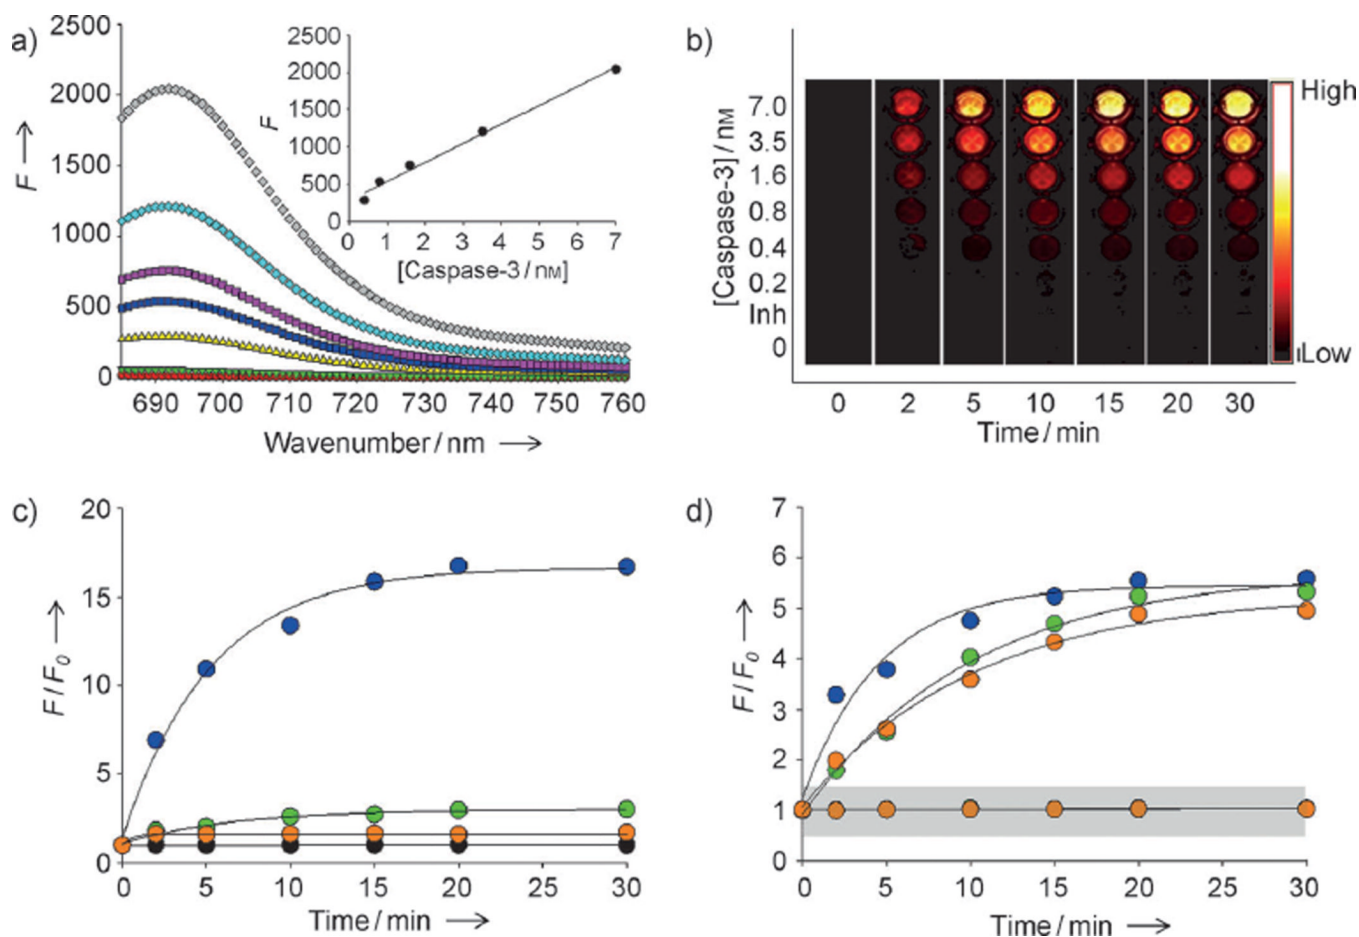 a)
F →
2500
2000
1500
1000
500
0
690 700 710 720 730 740 750 760
Wavenumber / nm →
F
2500
2000
1500
1000
500
0
0 1 2 3 4 5 6 7
[Caspase-3 / nM]
b)
[Caspase-3] / nM
7.0
3.5
1.6
0.8
0.4
0.2
Inh
0
High
Low
0 2 5 10 15 20 30
Time / min
c)
F / F0 →
20
15
10
5
0
0 5 10 15 20 25 30
Time / min →
d)
F / F0 →
7
6
5
4
3
2
1
0
0 5 10 15 20 25 30
Time / min →